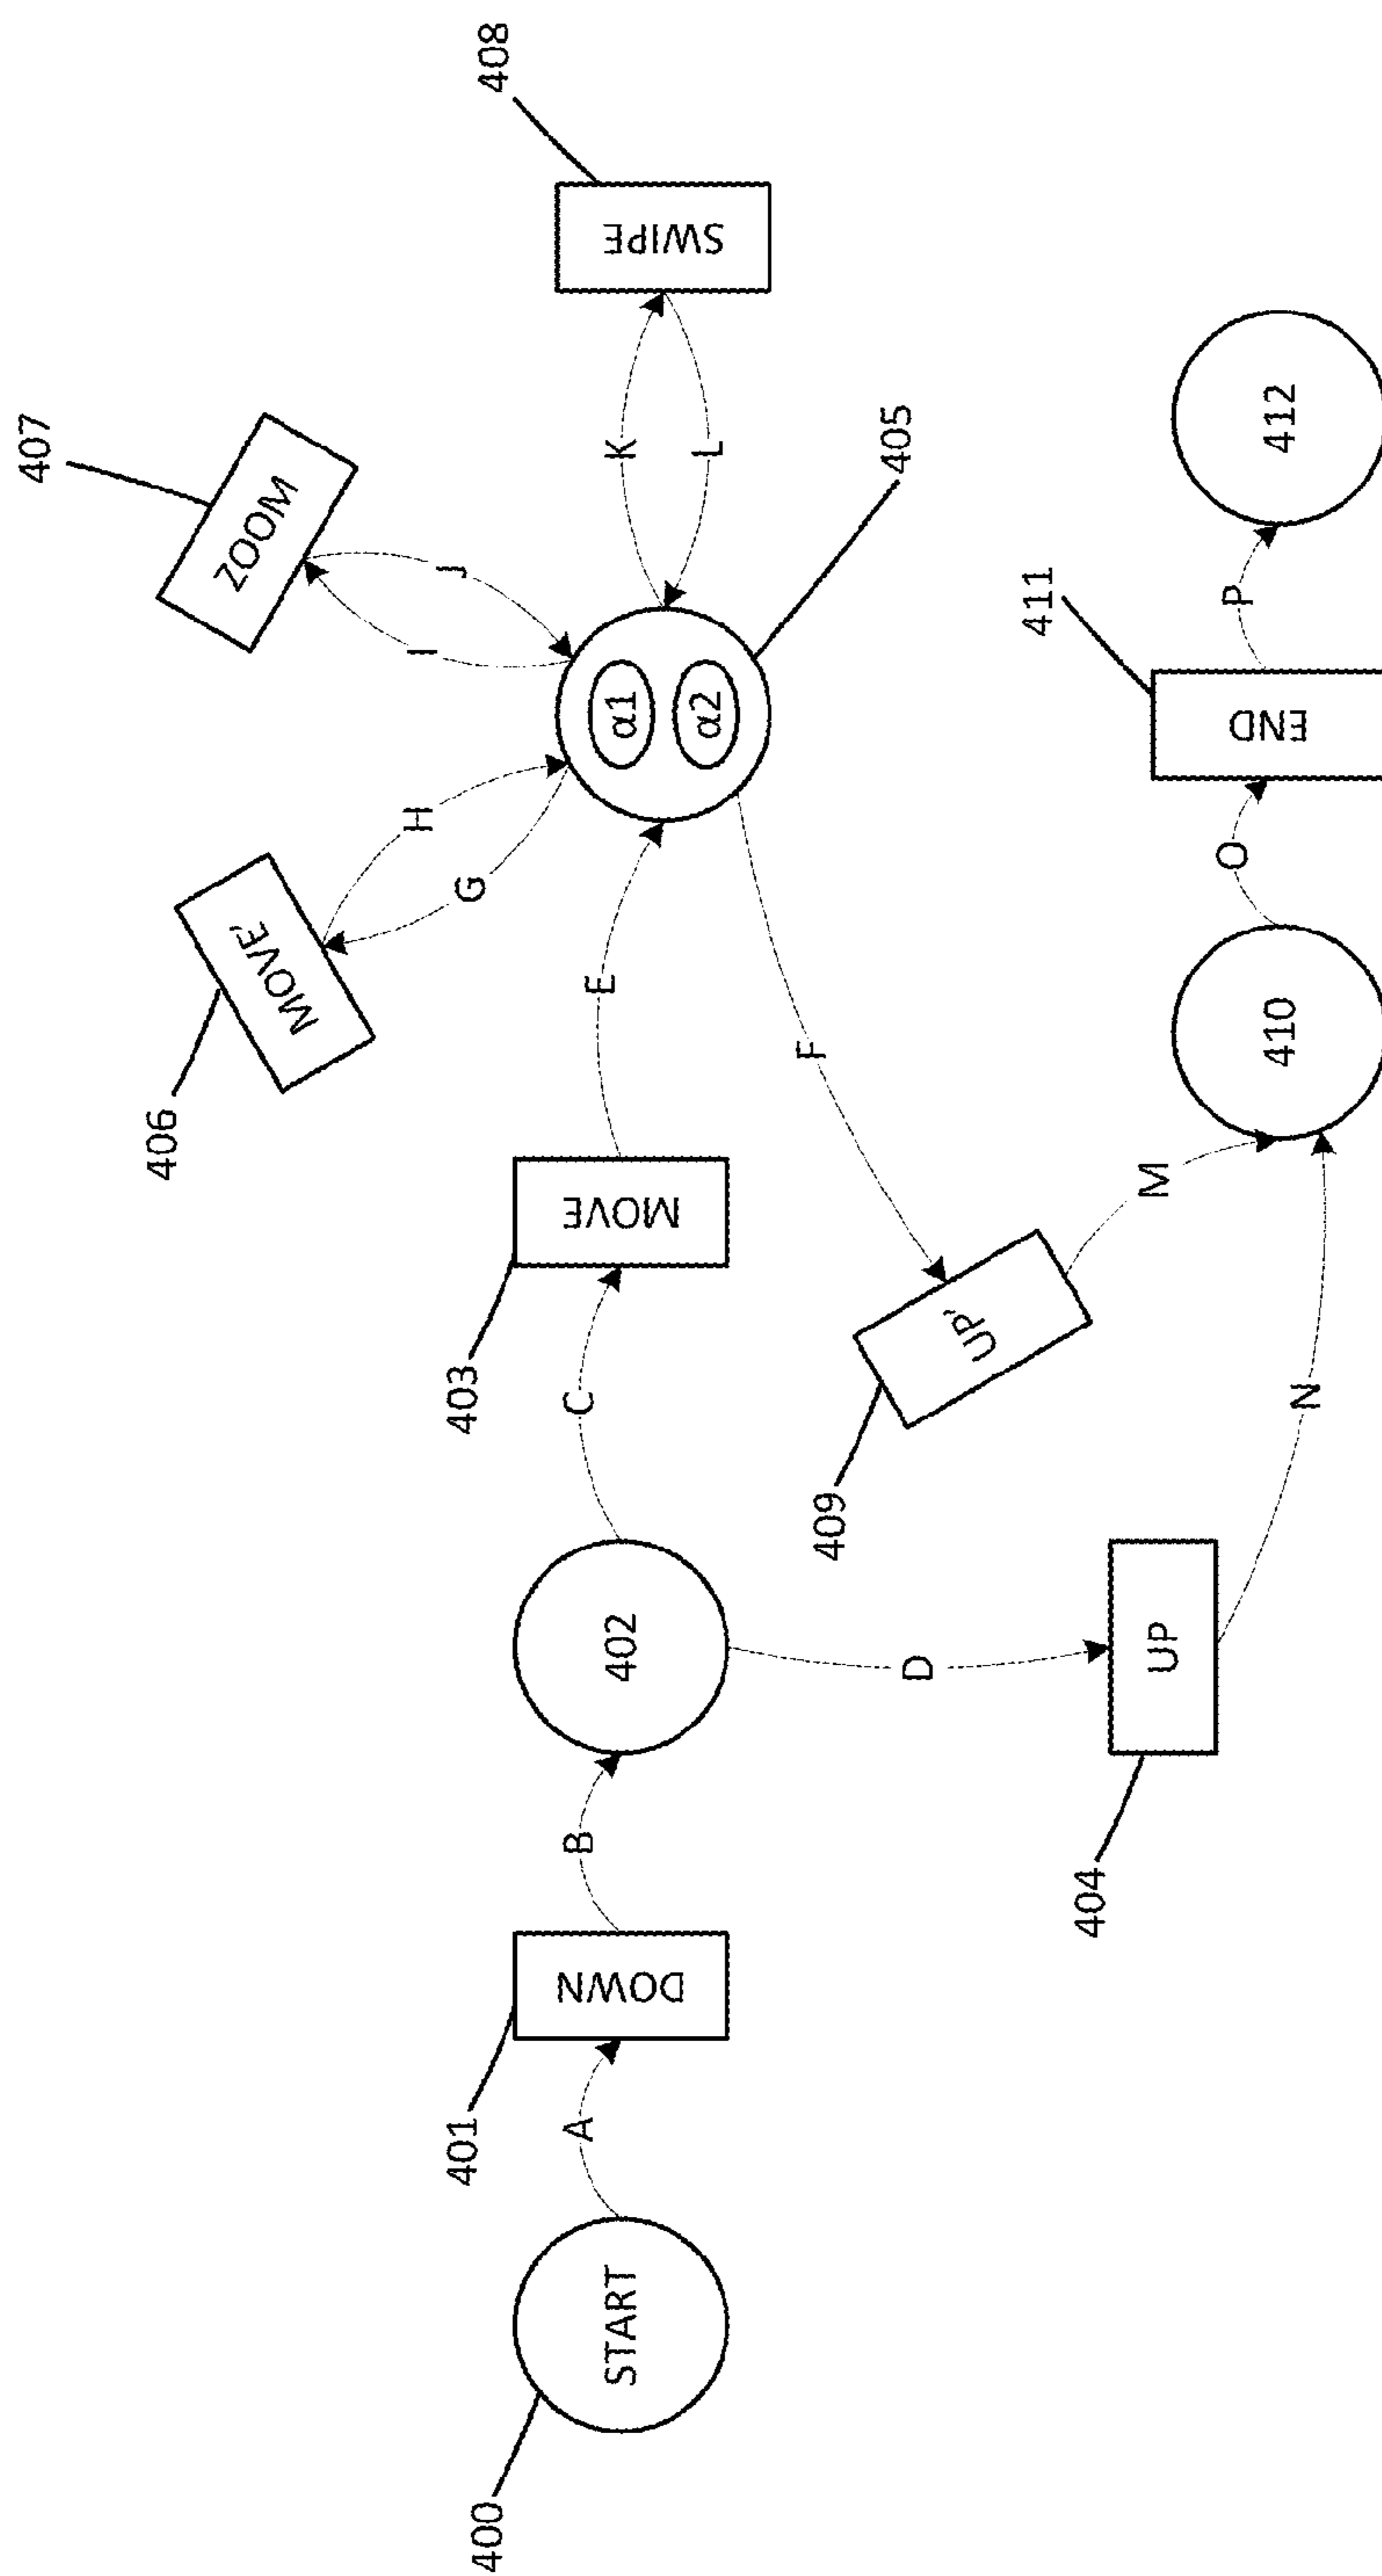 400
START
A
401
DOWN
B
402
C
403
MOVE
D
404
UP
E
405
α1
α2
F
409
UP'
G
H
406
MOVE'
I
J
407
ZOOM
K
L
408
SWIPE
M
N
410
O
411
END
P
412